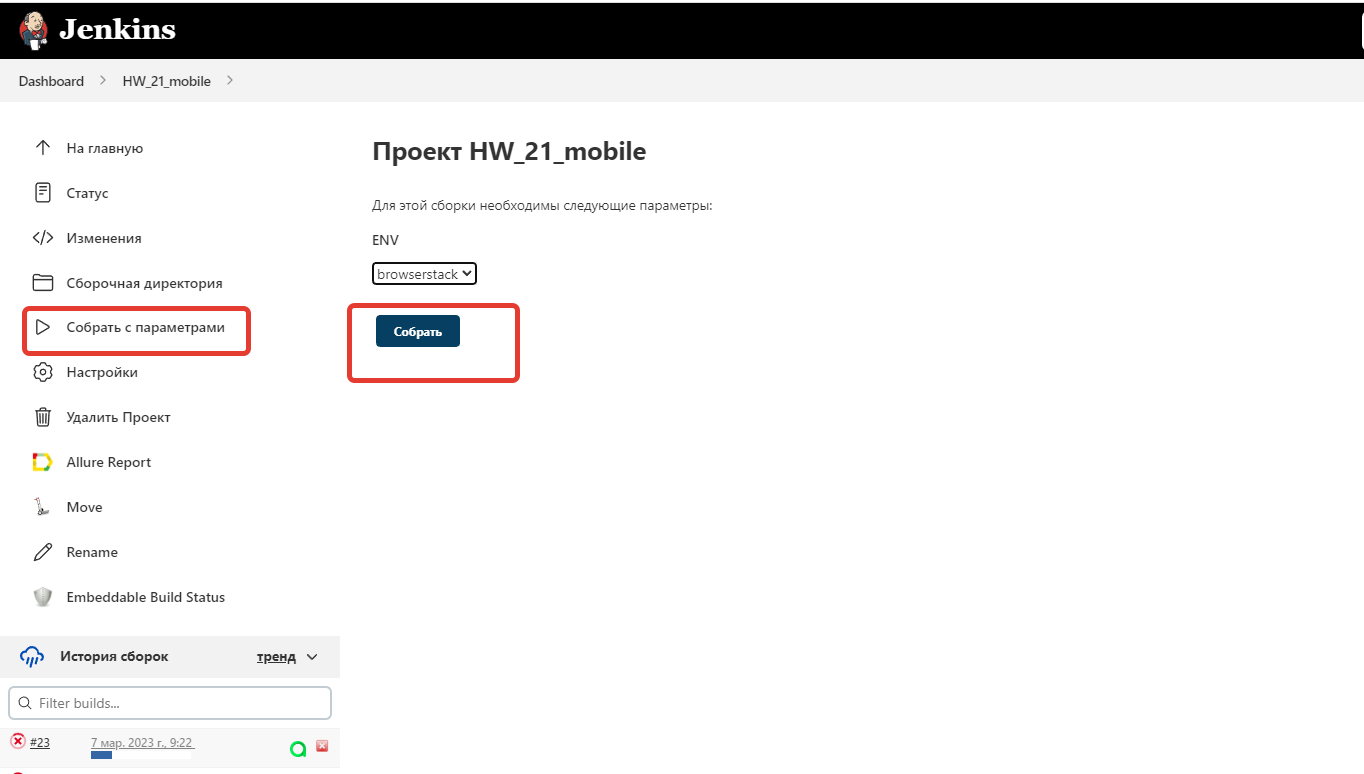 Jenkins
Dashboard
HW_21_mobile
На главную
Статус
Изменения
Сборочная директория
Собрать с параметрами
Настройки
Удалить Проект
Allure Report
Move
Rename
Embeddable Build Status
История сборок
тренд
Filter builds...
#23
7 мар. 2023 г., 9:22
Проект HW_21_mobile
Для этой сборки необходимы следующие параметры:
ENV
browserstack
Собрать